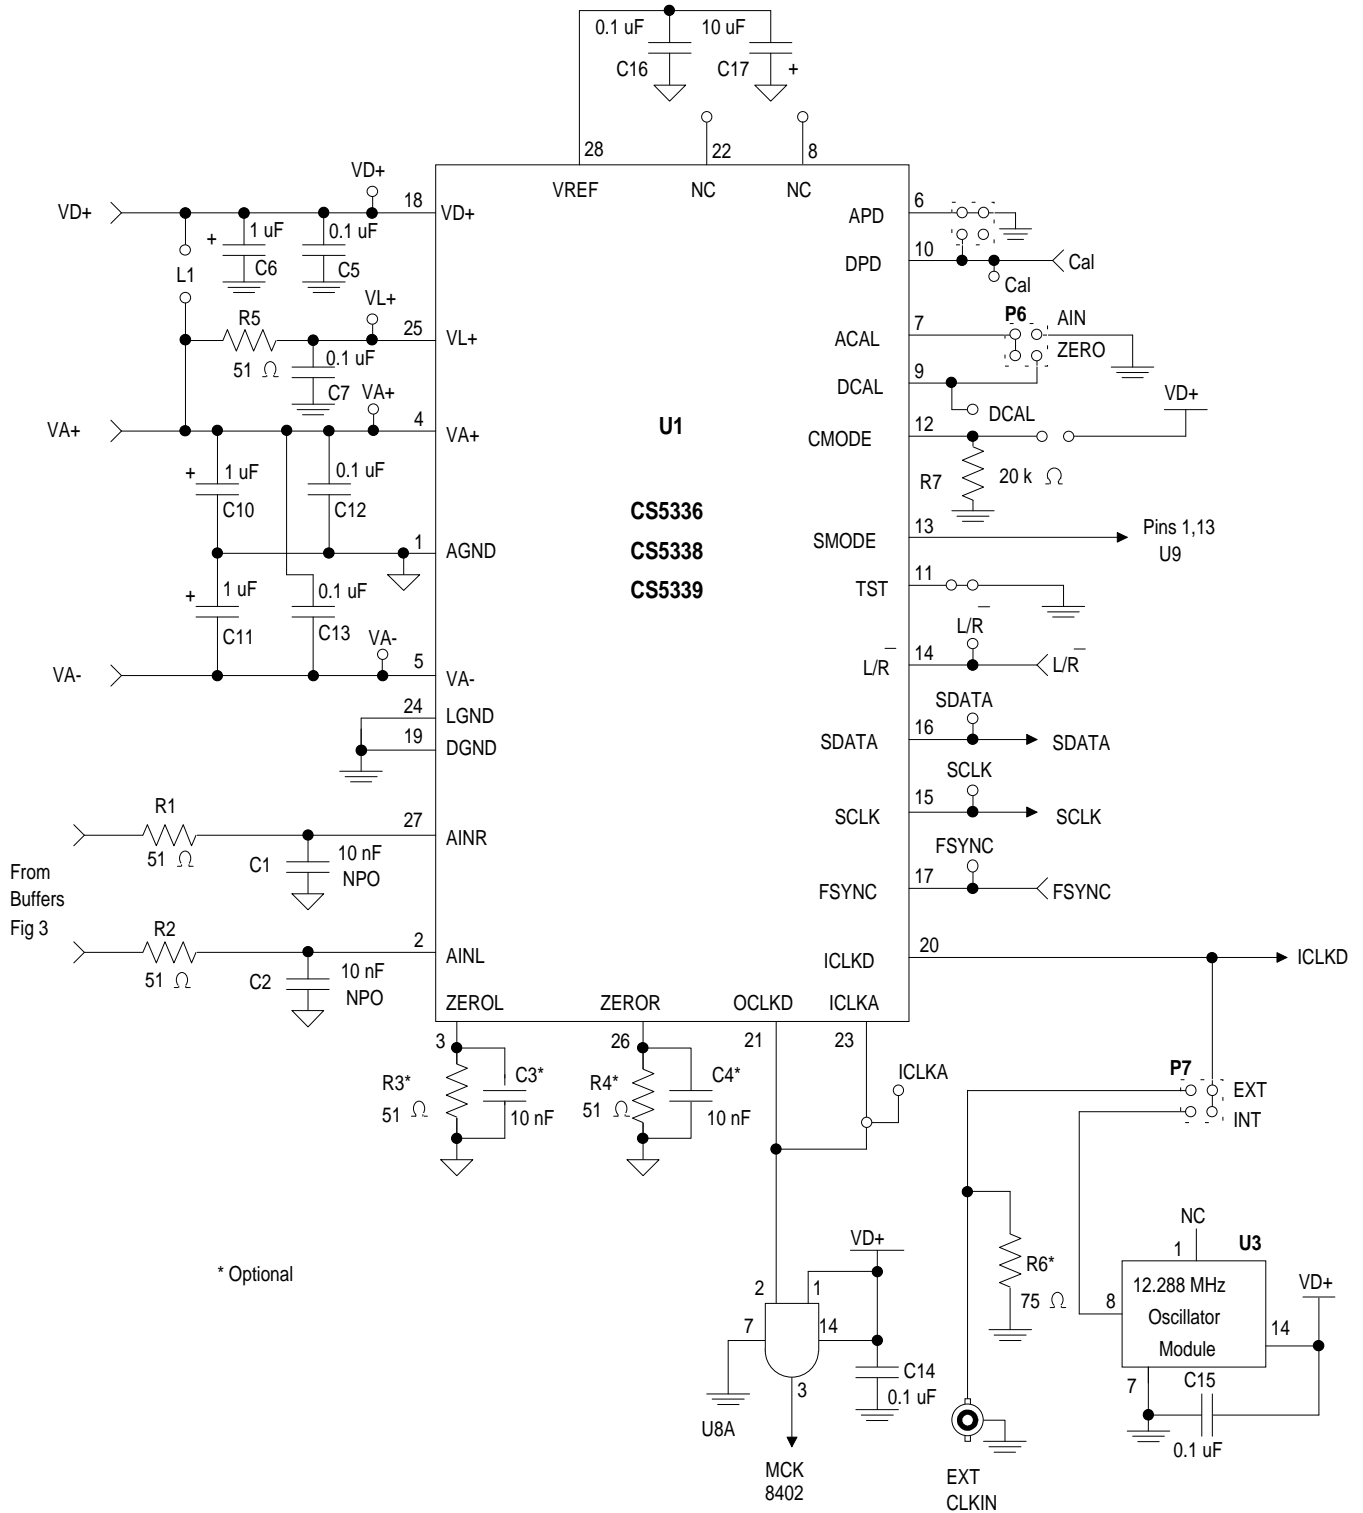 0.1 uF
10 uF
C16
C17
+
28
22
8
VREF
NC
NC
VD+
VD+
18
VD+
+
1 uF
C6
0.1 uF
C5
L1
VL+
R5
51 Ω
25
VL+
0.1 uF
C7
VA+
VA+
4
VA+
+
1 uF
C10
0.1 uF
C12
1
AGND
+
1 uF
C11
0.1 uF
C13
VA-
VA-
5
VA-
24
LGND
19
DGND
R1
51 Ω
27
AINR
C1
10 nF
NPO
From
Buffers
Fig 3
R2
51 Ω
2
AINL
C2
10 nF
NPO
U1
CS5336
CS5338
CS5339
APD
6
DPD
10
Cal
Cal
P6
AIN
ZERO
ACAL
7
DCAL
9
DCAL
VD+
CMODE
12
R7
20 k Ω
SMODE
13
Pins 1,13
U9
TST
11
L/R
L/R
14
L/R
SDATA
SDATA
16
SDATA
SCLK
SCLK
15
SCLK
FSYNC
FSYNC
17
FSYNC
ICLKD
20
ICLKD
ZEROL
ZEROR
OCLKD
ICLKA
3
26
21
23
R3*
51 Ω
C3*
10 nF
R4*
51 Ω
C4*
10 nF
ICLKA
P7
EXT
INT
* Optional
VD+
2
1
7
14
3
C14
0.1 uF
U8A
MCK
8402
R6*
75 Ω
EXT
CLKIN
NC
1
U3
12.288 MHz
Oscillator
Module
8
14
7
VD+
C15
0.1 uF